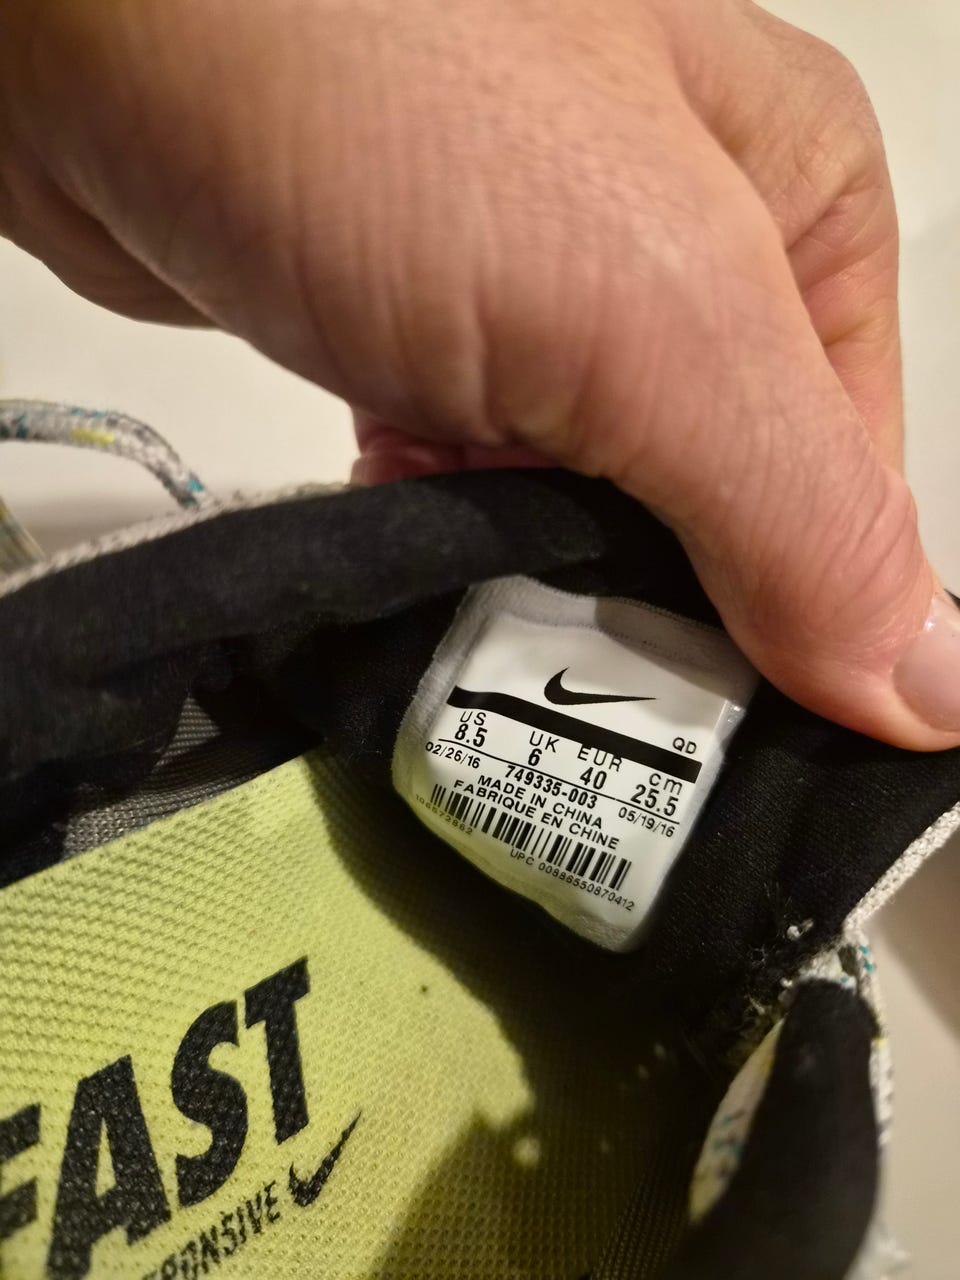 QD
US UK EUR cm
8.5 6 40 25.5
02/26/16 749335-003 05/19/16
MADE IN CHINA
FABRIQUE EN CHINE
UPC 00886550870412
FAST